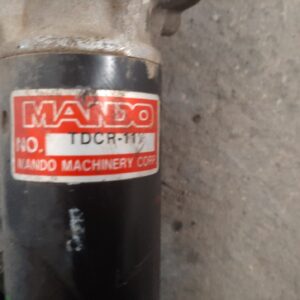 MANDO
NO. TDCR-11
MANDO MACHINERY CORP.